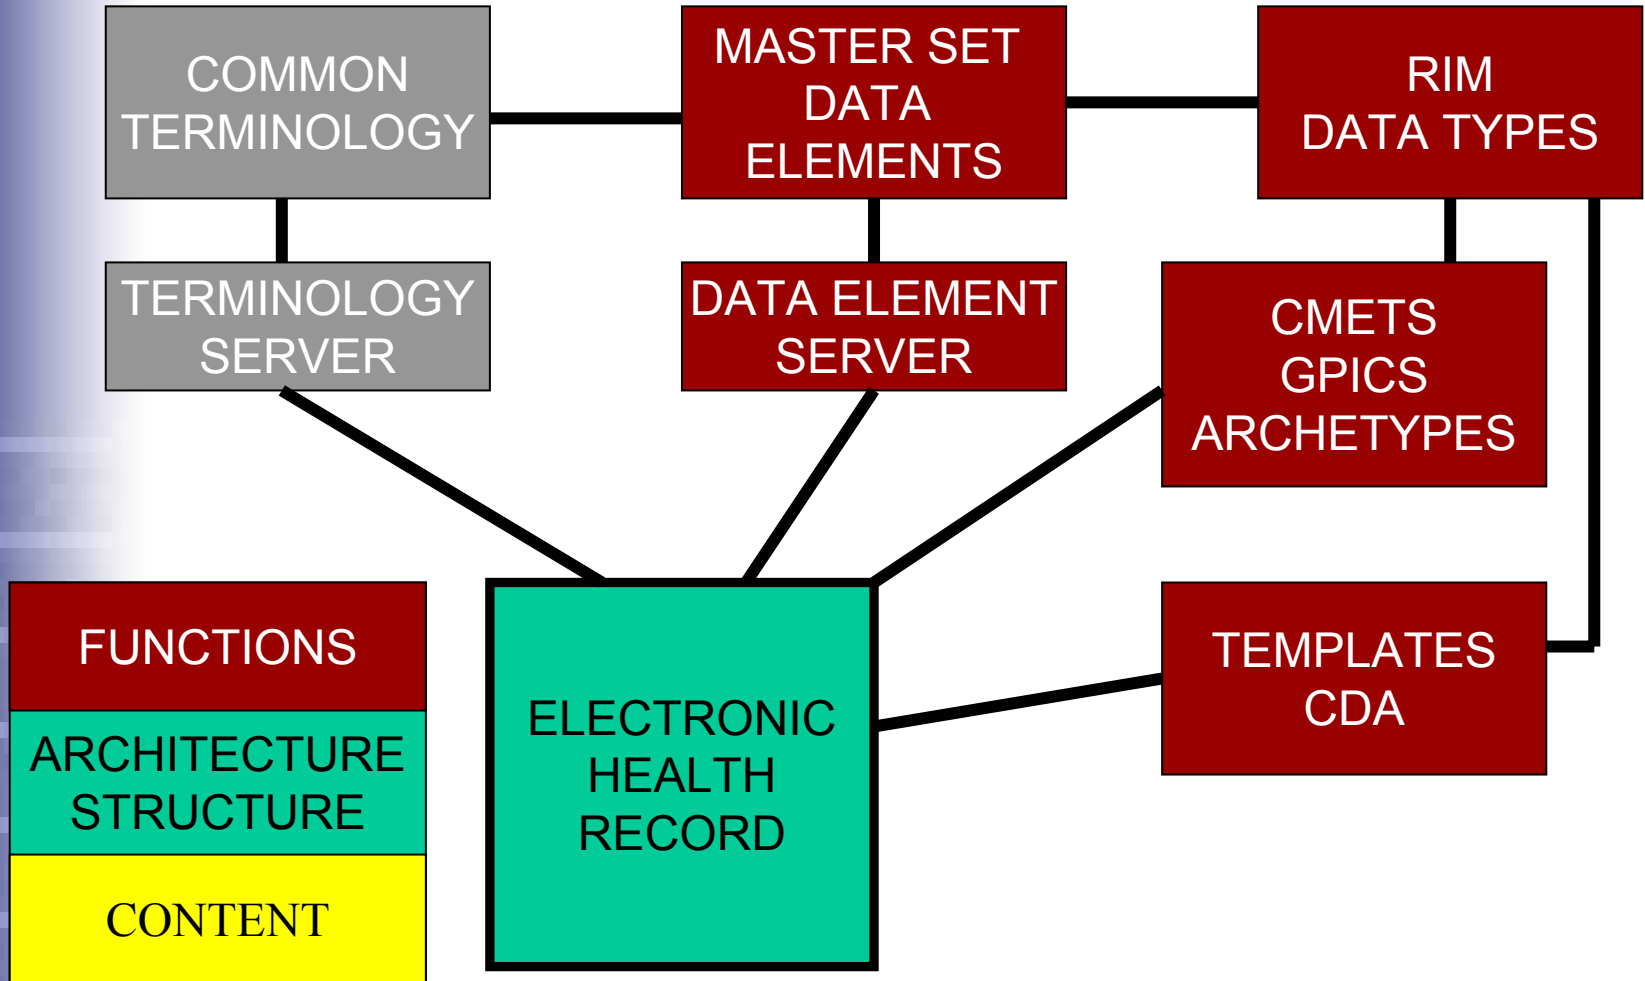 COMMON
TERMINOLOGY
MASTER SET
DATA
ELEMENTS
RIM
DATA TYPES
TERMINOLOGY
SERVER
DATA ELEMENT
SERVER
CMETS
GPICS
ARCHETYPES
FUNCTIONS
ARCHITECTURE
STRUCTURE
CONTENT
ELECTRONIC
HEALTH
RECORD
TEMPLATES
CDA